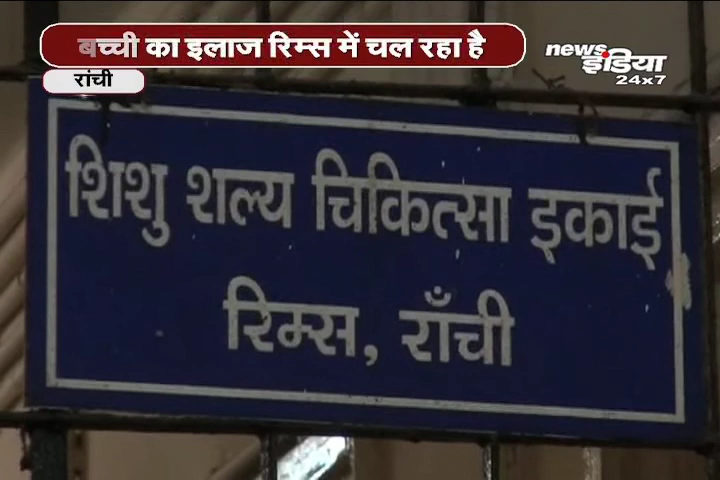 बच्ची का इलाज रिम्स में चल रहा है
रांची
news
इंडिया
24x7
शिशु शल्य चिकित्सा इकाई
रिम्स, राँची